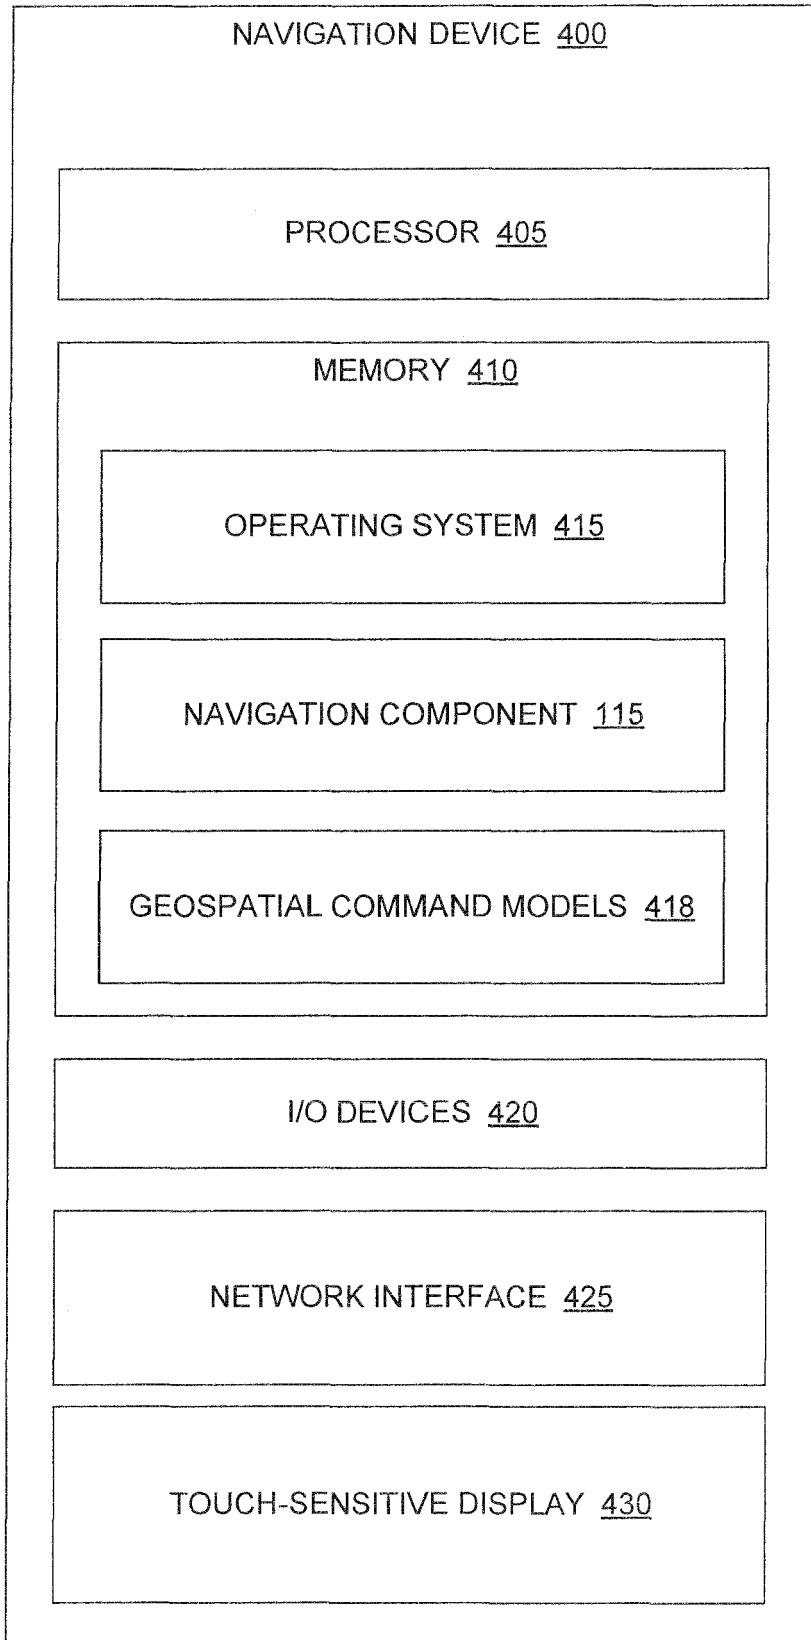 NAVIGATION DEVICE 400
PROCESSOR 405
MEMORY 410
OPERATING SYSTEM 415
NAVIGATION COMPONENT 115
GEOSPATIAL COMMAND MODELS 418
I/O DEVICES 420
NETWORK INTERFACE 425
TOUCH-SENSITIVE DISPLAY 430